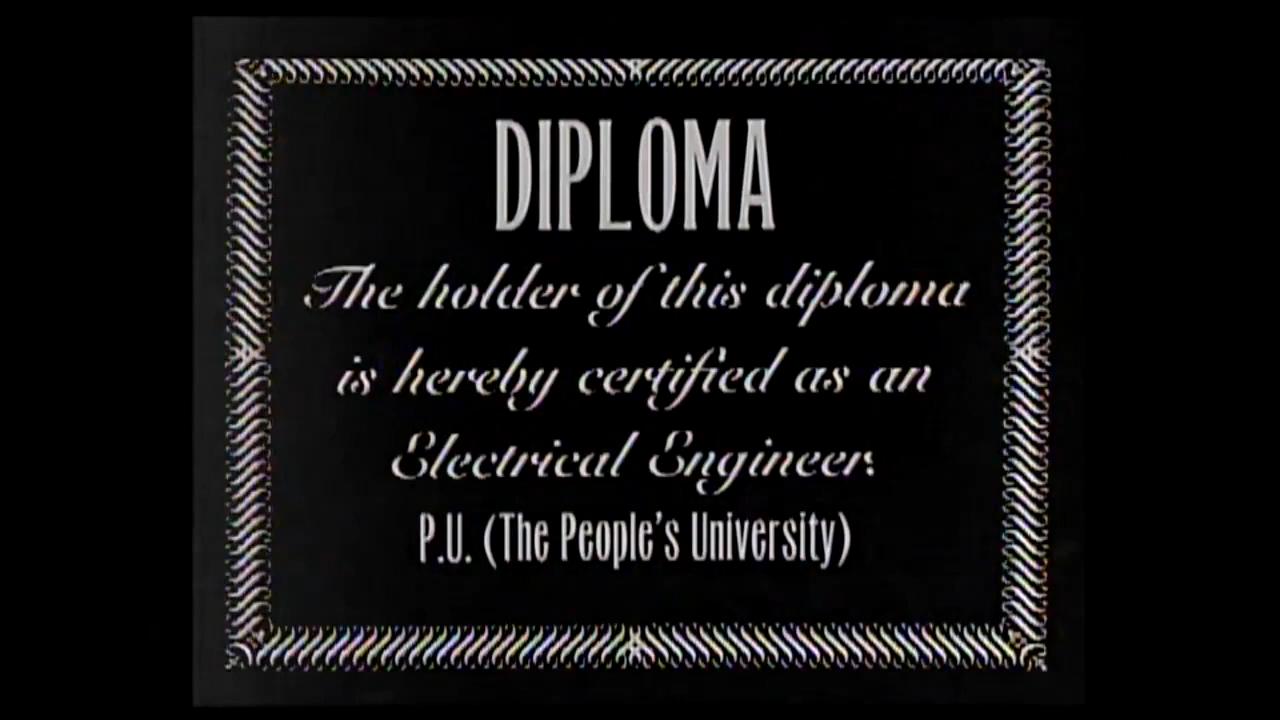 DIPLOMA
The holder of this diploma
is hereby certified as an
Electrical Engineer.
P.U. (The People's University)